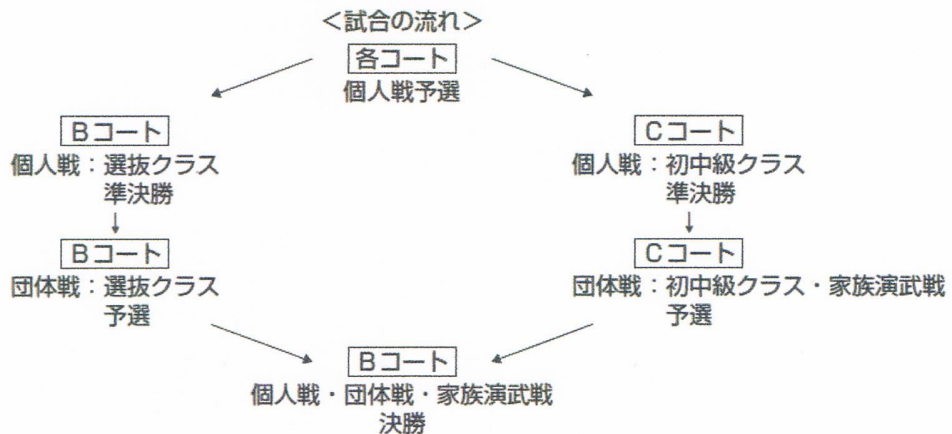 ＜試合の流れ＞
各コート
個人戦予選
Bコート
個人戦：選抜クラス
準決勝
Cコート
個人戦：初中級クラス
準決勝
Bコート
団体戦：選抜クラス
予選
Cコート
団体戦：初中級クラス・家族演武戦
予選
Bコート
個人戦・団体戦・家族演武戦
決勝